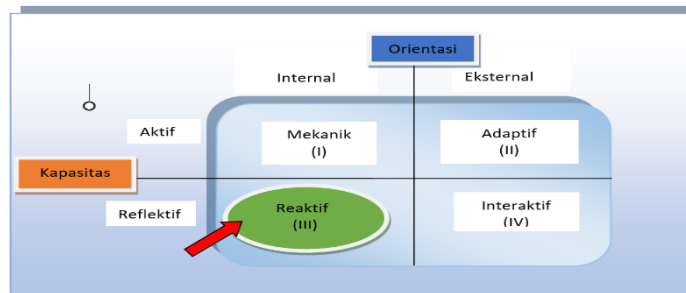 Orientasi
Internal
Eksternal
Aktif
Mekanik
(I)
Adaptif
(II)
Kapasitas
Reflektif
Reaktif
(III)
Interaktif
(IV)